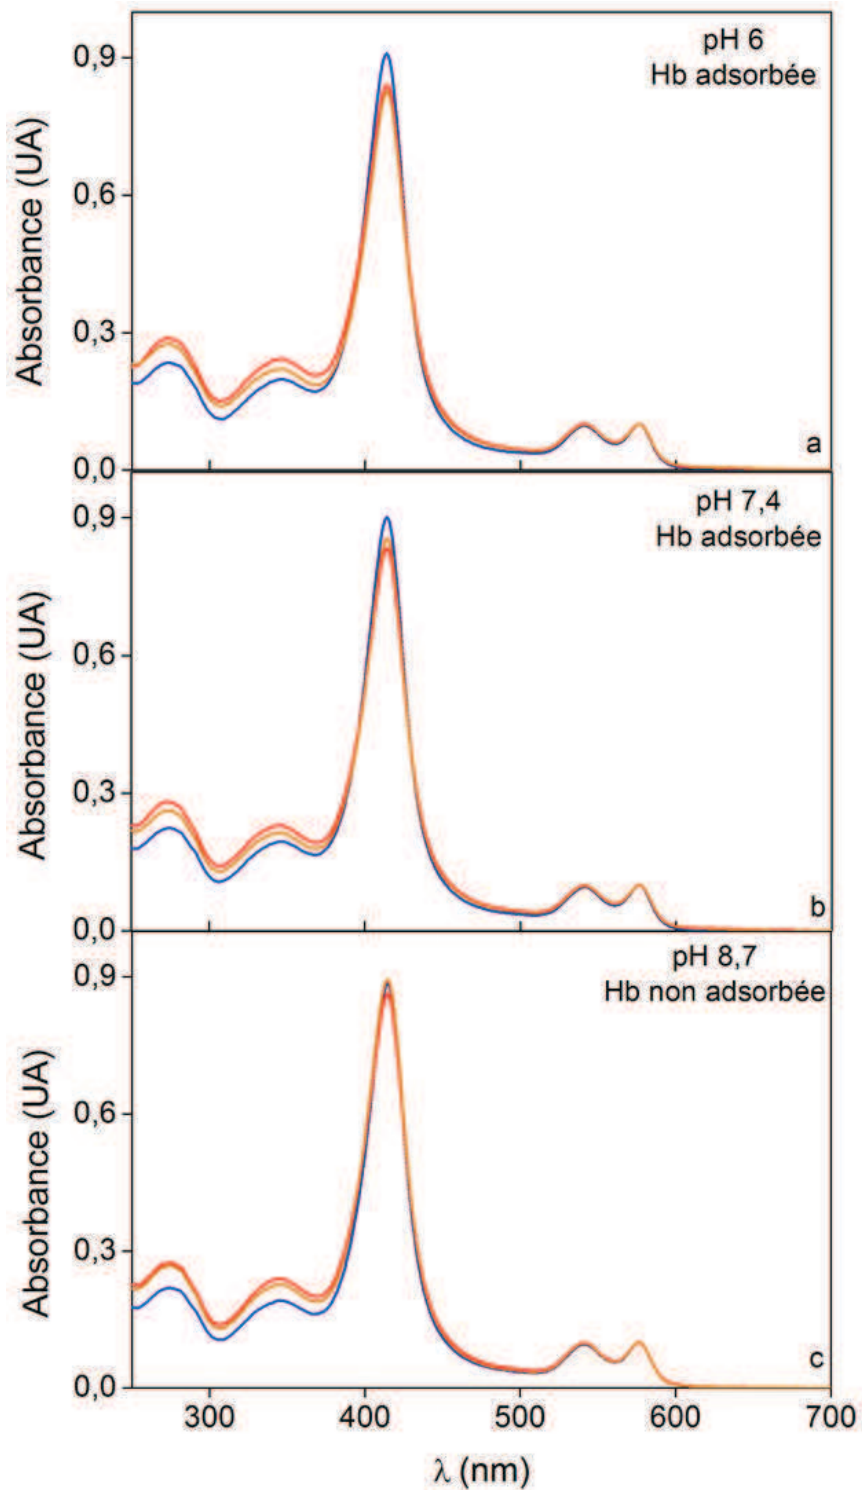 pH 6
Hb adsorbée
0,9
0,6
0,3
0,0
Absorbance (UA)
a
pH 7,4
Hb adsorbée
0,9
0,6
0,3
0,0
Absorbance (UA)
b
pH 8,7
Hb non adsorbée
0,9
0,6
0,3
0,0
Absorbance (UA)
c
300 400 500 600 700
λ (nm)